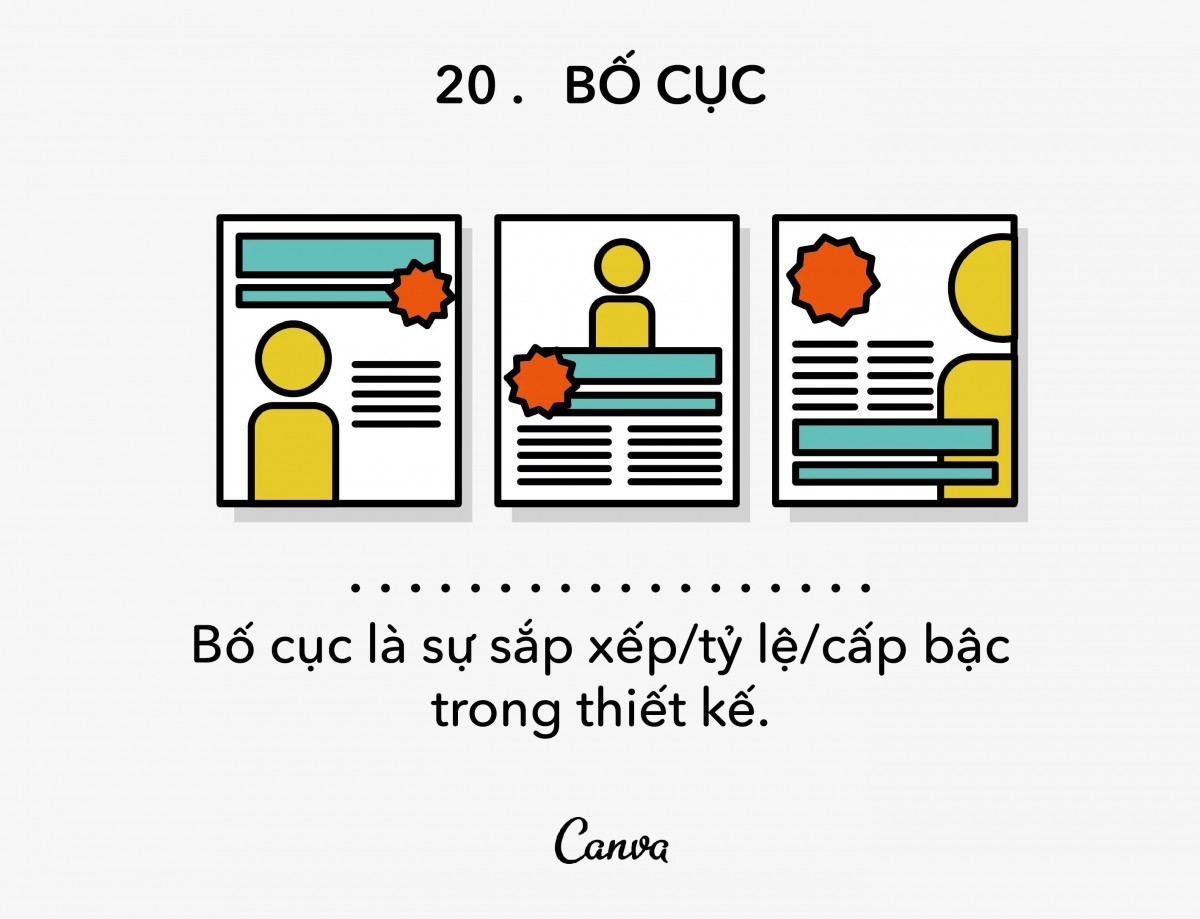 20 . BỐ CỤC
Bố cục là sự sắp xếp/tỷ lệ/cấp bậc
trong thiết kế.
Canva